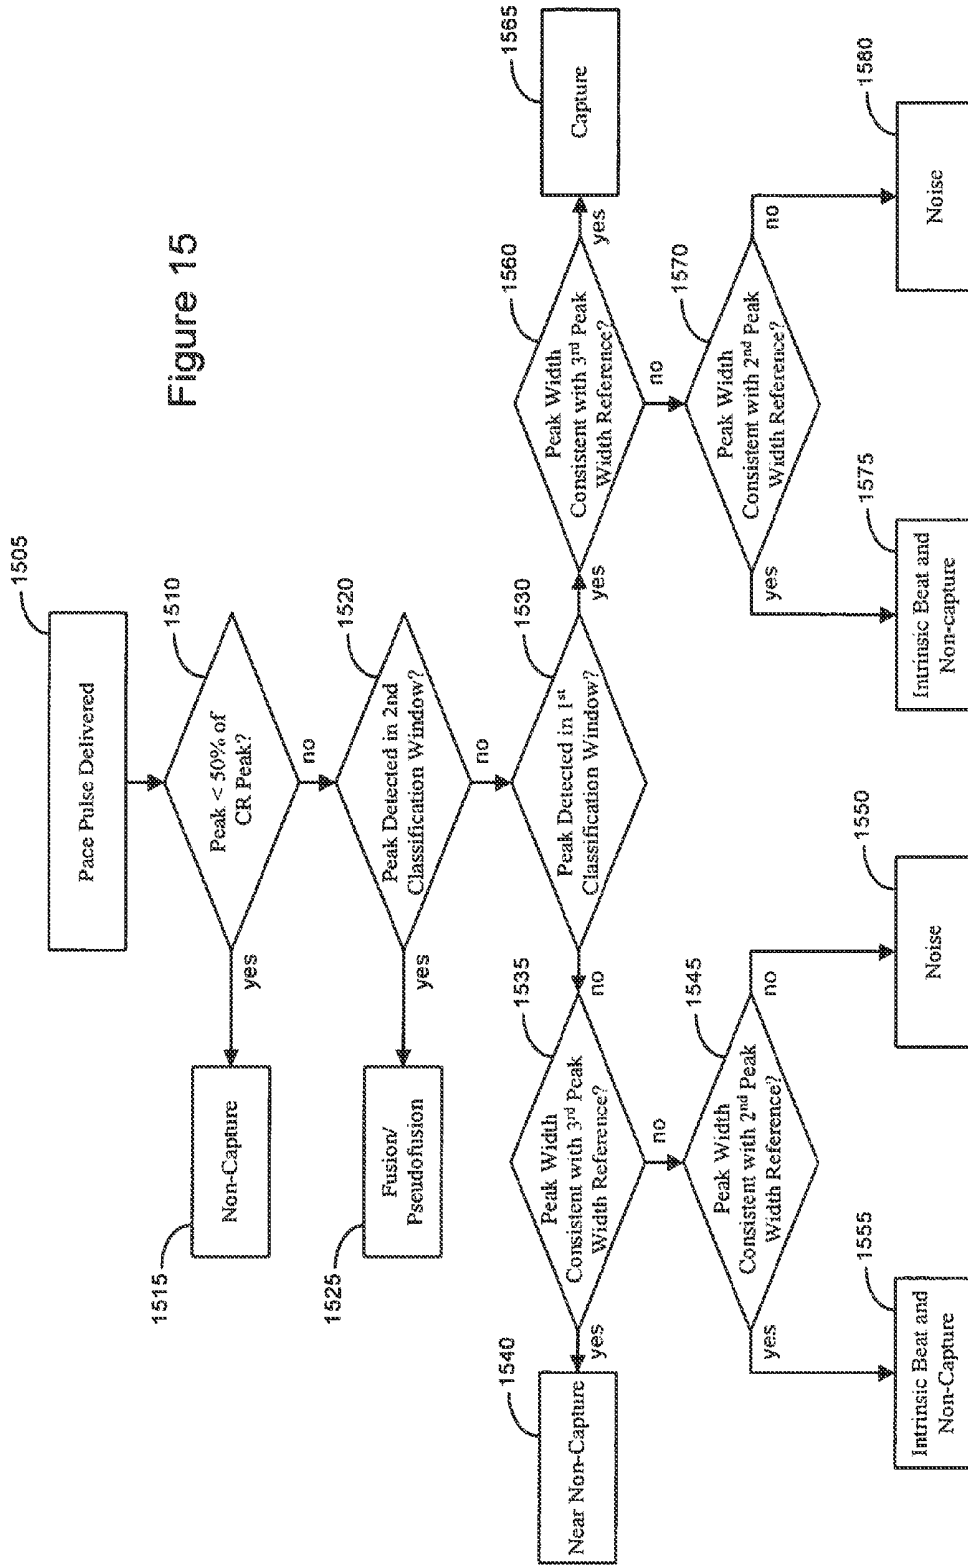 Figure 15
1505
Pace Pulse Delivered
1510
Peak < 50% of
CR Peak?
yes
no
1515
Non-Capture
1520
Peak Detected in 2nd
Classification Window?
yes
no
1525
Fusion/
Pseudofusion
1530
Peak Detected in 1st
Classification Window?
no
yes
1535
Peak Width
Consistent with 3rd Peak
Width Reference?
yes
no
1540
Near Non-Capture
1545
Peak Width
Consistent with 2nd Peak
Width Reference?
yes
no
1555
Intrinsic Beat and
Non-Capture
1550
Noise
1560
Peak Width
Consistent with 3rd Peak
Width Reference?
yes
no
1565
Capture
1570
Peak Width
Consistent with 2nd Peak
Width Reference?
yes
no
1575
Intrinsic Beat and
Non-capture
1580
Noise